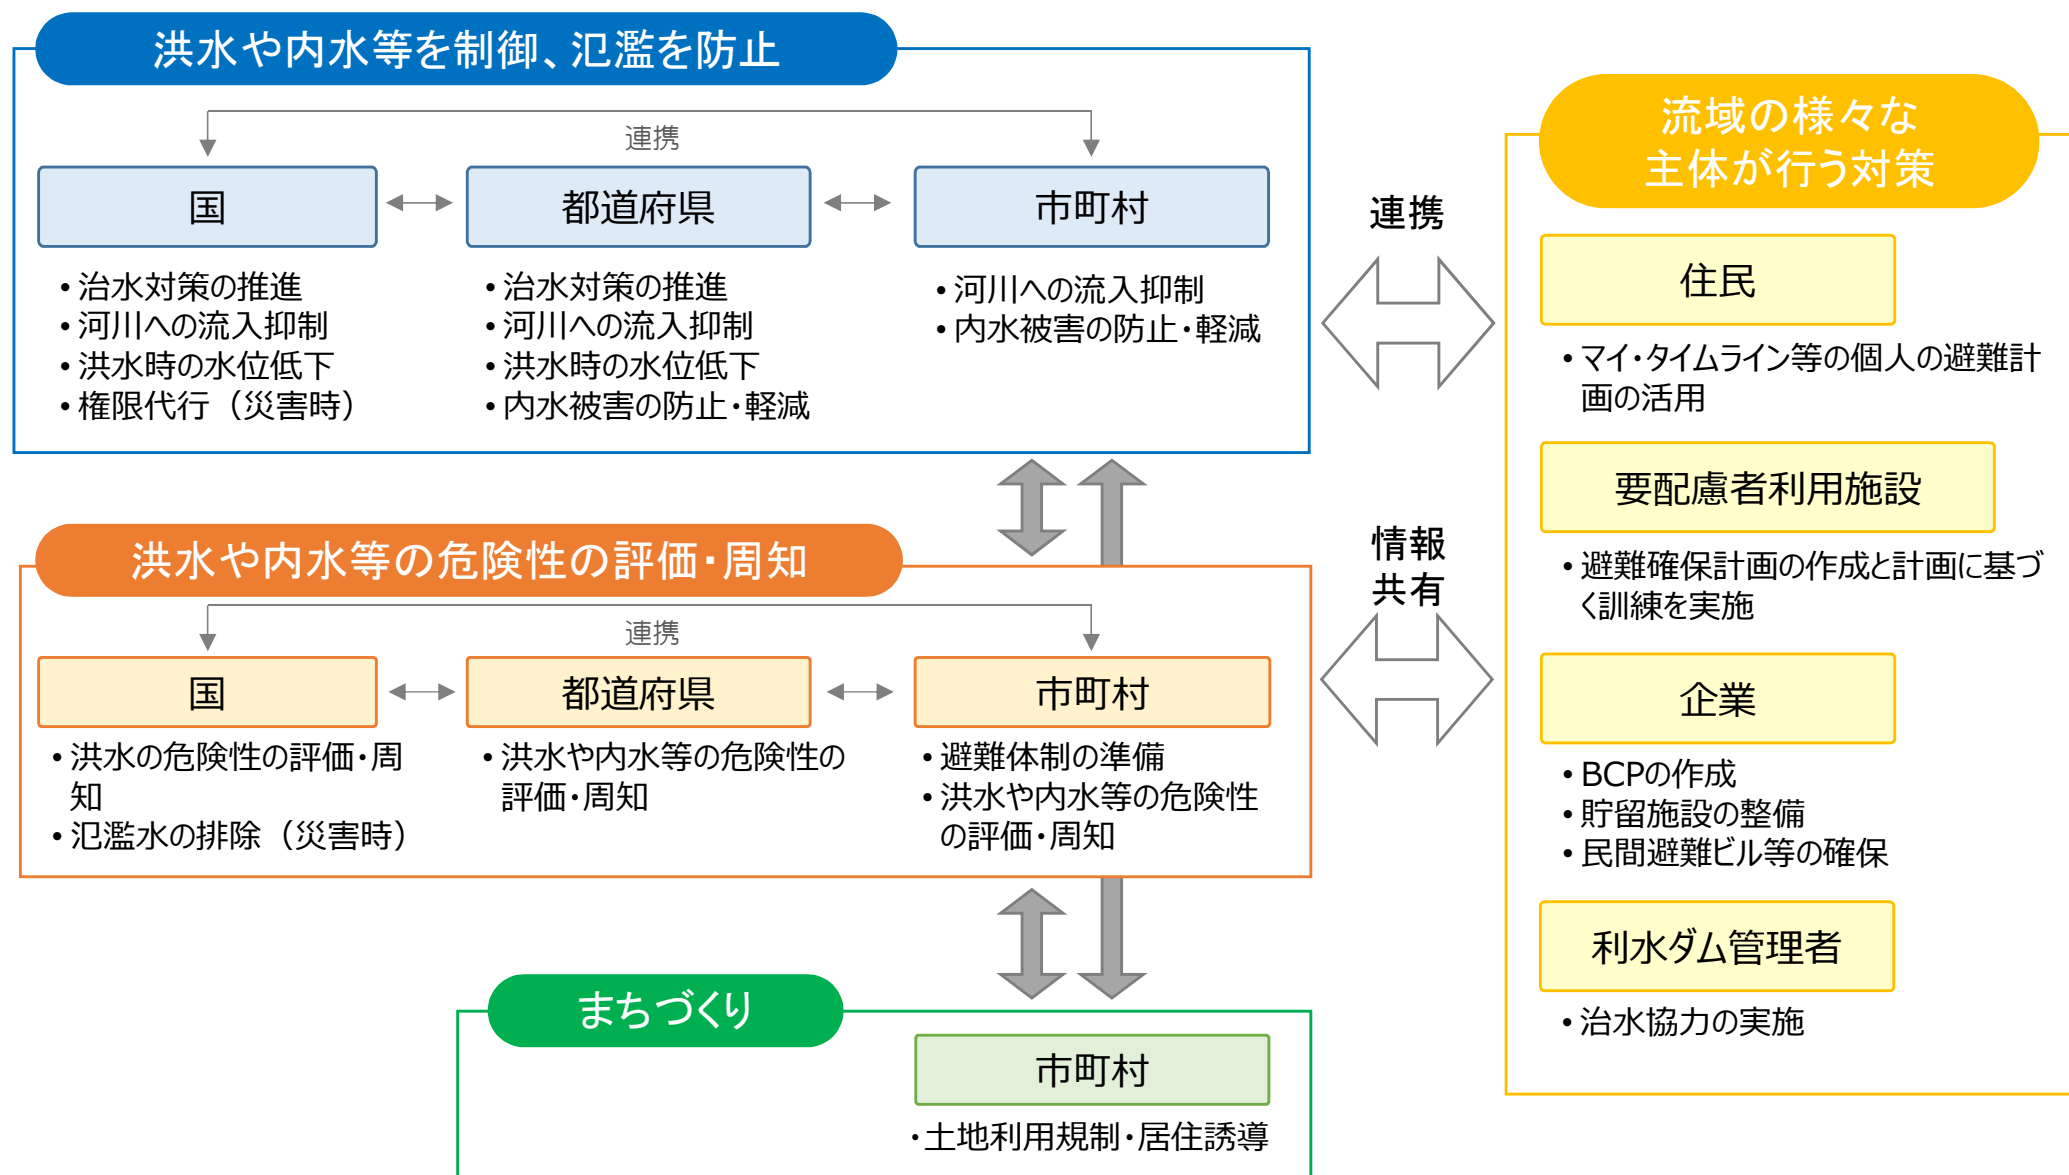 洪水や内水等を制御、氾濫を防止
連携
国
都道府県
市町村
• 治水対策の推進
• 河川への流入抑制
• 洪水時の水位低下
• 権限代行（災害時）
• 治水対策の推進
• 河川への流入抑制
• 洪水時の水位低下
• 内水被害の防止・軽減
• 河川への流入抑制
• 内水被害の防止・軽減
洪水や内水等の危険性の評価・周知
連携
国
都道府県
市町村
• 洪水の危険性の評価・周
知
• 氾濫水の排除（災害時）
• 洪水や内水等の危険性の
評価・周知
• 避難体制の準備
• 洪水や内水等の危険性
の評価・周知
まちづくり
市町村
・土地利用規制・居住誘導
連携
情報
共有
流域の様々な
主体が行う対策
住民
• マイ・タイムライン等の個人の避難計
画の活用
要配慮者利用施設
• 避難確保計画の作成と計画に基づ
く訓練を実施
企業
• BCPの作成
• 貯留施設の整備
• 民間避難ビル等の確保
利水ダム管理者
• 治水協力の実施